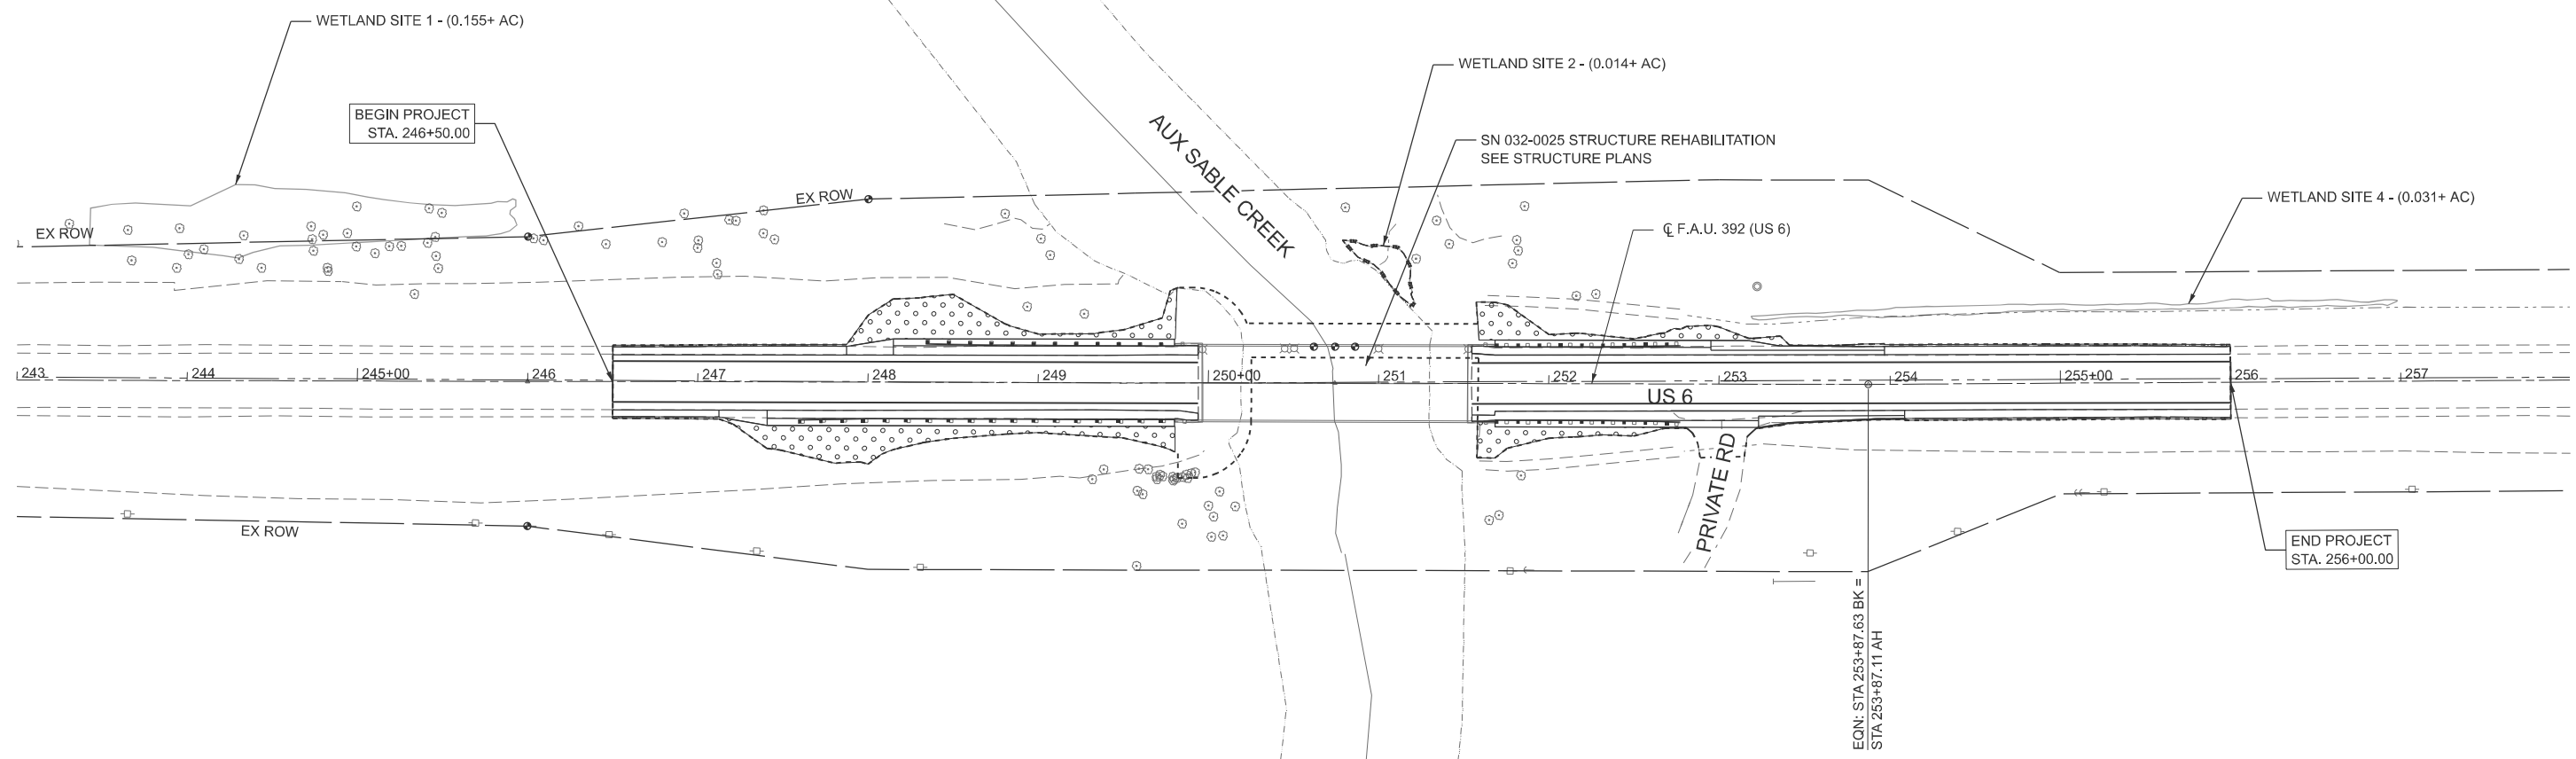 WETLAND SITE 1 - (0.155+ AC)
BEGIN PROJECT
STA. 246+50.00
EX ROW
EX ROW
AUX SABLE CREEK
WETLAND SITE 2 - (0.014+ AC)
SN 032-0025 STRUCTURE REHABILITATION
SEE STRUCTURE PLANS
℄ F.A.U. 392 (US 6)
WETLAND SITE 4 - (0.031+ AC)
243
244
245+00
246
247
248
249
250+00
251
252
253
254
255+00
256
257
US 6
PRIVATE RD
EX ROW
END PROJECT
STA. 256+00.00
EQN: STA 253+87.63 BK =
STA 253+87.11 AH